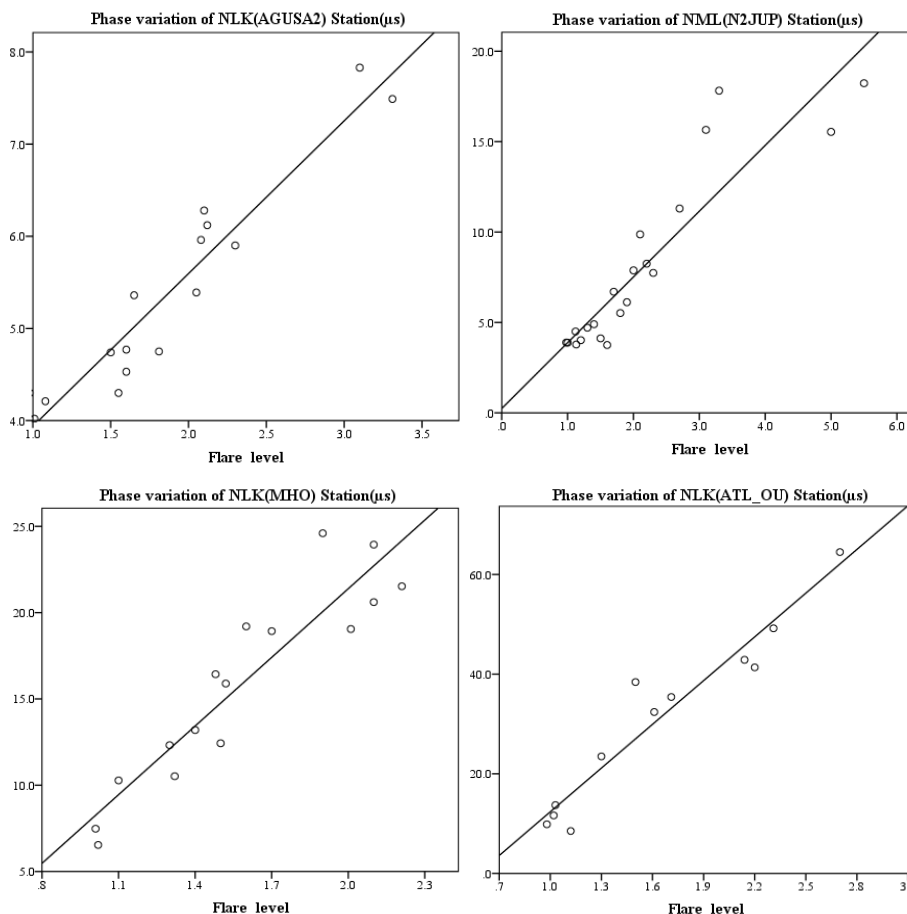 Phase variation of NLK(AGUSA2) Station(μs)
8.0
7.0
6.0
5.0
4.0
1.0 1.5 2.0 2.5 3.0 3.5
Flare level
Phase variation of NML(N2JUP) Station(μs)
20.0
15.0
10.0
5.0
.0
.0 1.0 2.0 3.0 4.0 5.0 6.0
Flare level
Phase variation of NLK(MHO) Station(μs)
25.0
20.0
15.0
10.0
5.0
.8 1.1 1.4 1.7 2.0 2.3
Flare level
Phase variation of NLK(ATL_OU) Station(μs)
60.0
40.0
20.0
.0
.7 1.0 1.3 1.6 1.9 2.2 2.5 2.8
Flare level